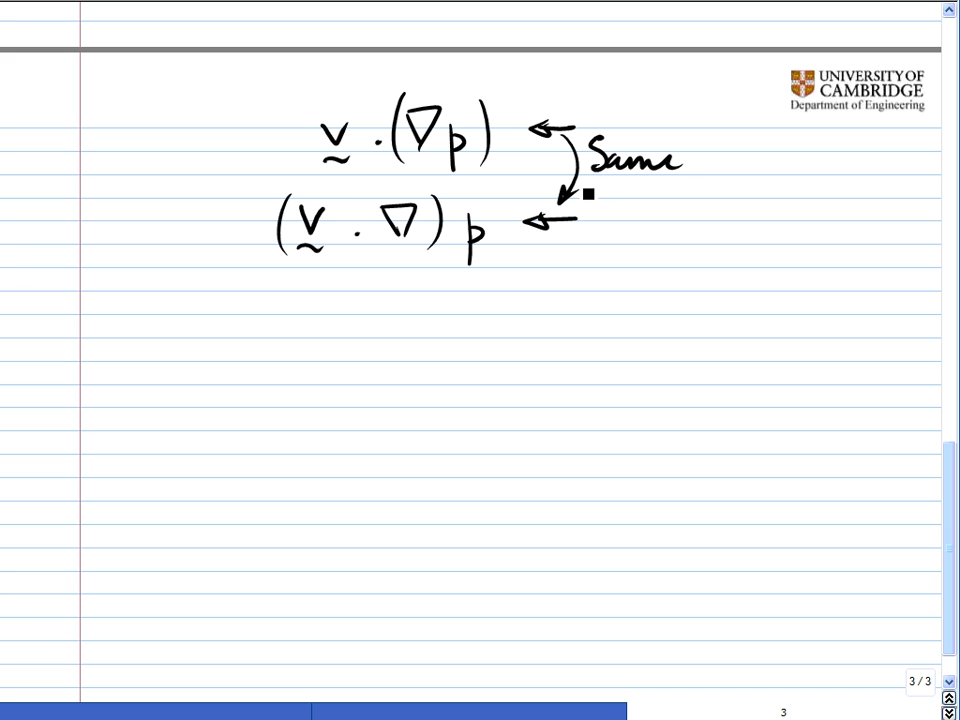 UNIVERSITY OF
CAMBRIDGE
Department of Engineering
v . (∇p) ← Same
(v . ∇) p ←
3 / 3
3